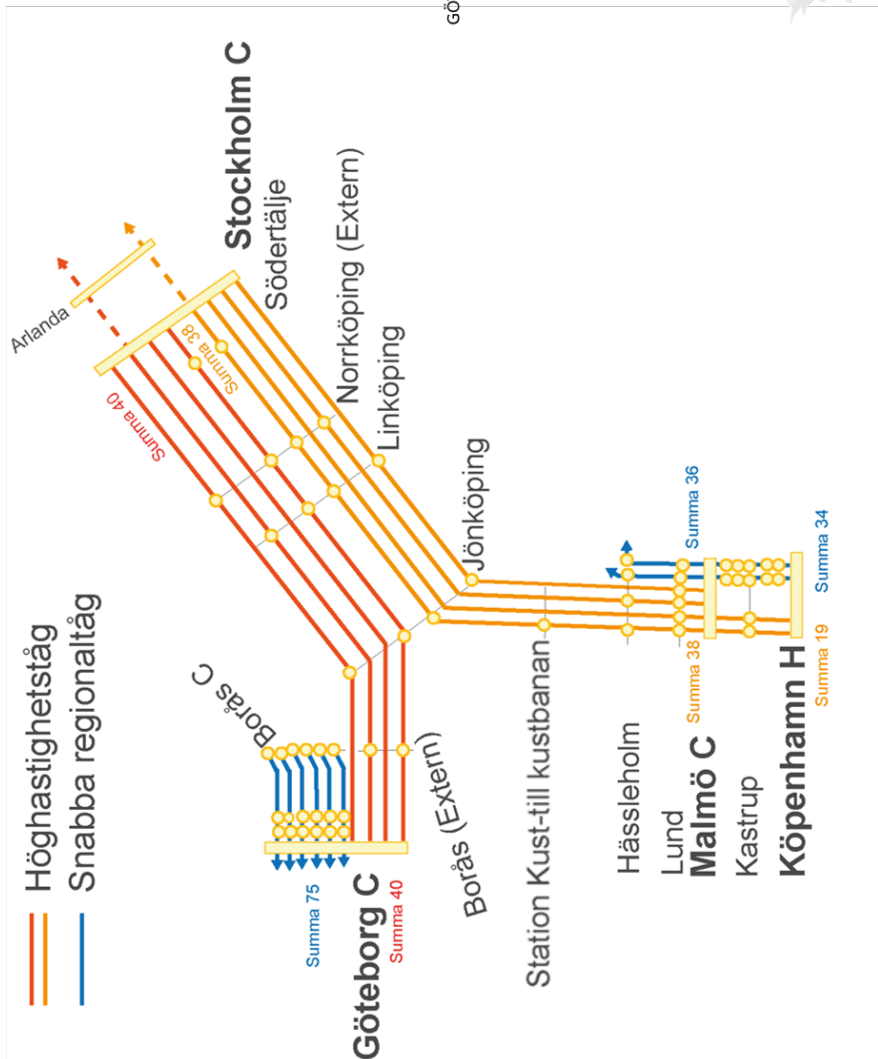 GÖ
Höghastighetståg
Snabba regionaltåg
Arlanda
Stockholm C
Södertälje
Norrköping (Extern)
Linköping
Jönköping
Summa 40
Summa 38
Borås C
Borås (Extern)
Göteborg C
Summa 75
Summa 40
Station Kust-till kustbanan
Hässleholm
Lund
Malmö C
Kastrup
Köpenhamn H
Summa 36
Summa 34
Summa 38
Summa 19